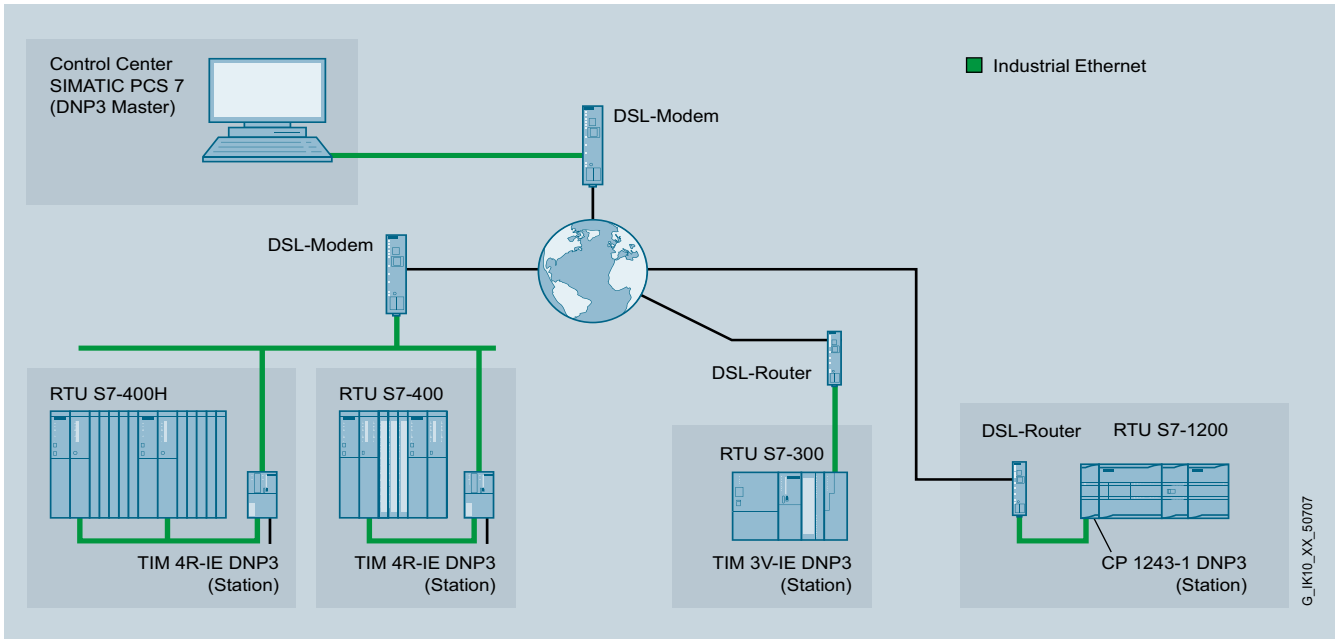 Control Center
SIMATIC PCS 7
(DNP3 Master)
Industrial Ethernet
DSL-Modem
DSL-Modem
DSL-Router
RTU S7-400H
RTU S7-400
RTU S7-300
DSL-Router
RTU S7-1200
TIM 4R-IE DNP3
(Station)
TIM 4R-IE DNP3
(Station)
TIM 3V-IE DNP3
(Station)
CP 1243-1 DNP3
(Station)
G_IK10_XX_50707